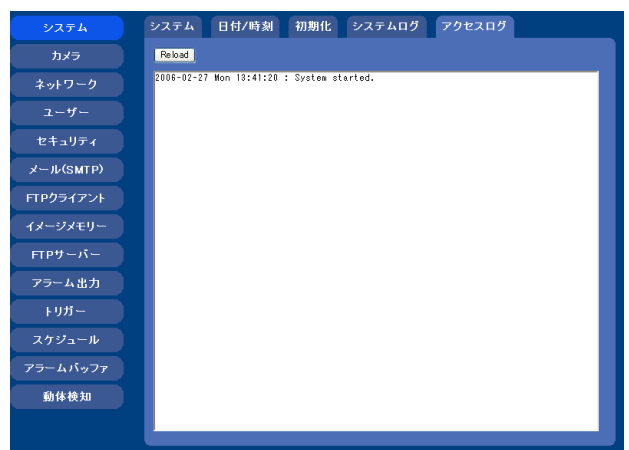 システム
カメラ
ネットワーク
ユーザー
セキュリティ
メール(SMTP)
FTPクライアント
イメージメモリー
FTPサーバー
アラーム出力
トリガー
スケジュール
アラームバッファ
動体検知
システム 日付/時刻 初期化 システムログ アクセスログ
Reload
2006-02-27 Mon 13:41:20 : System started.